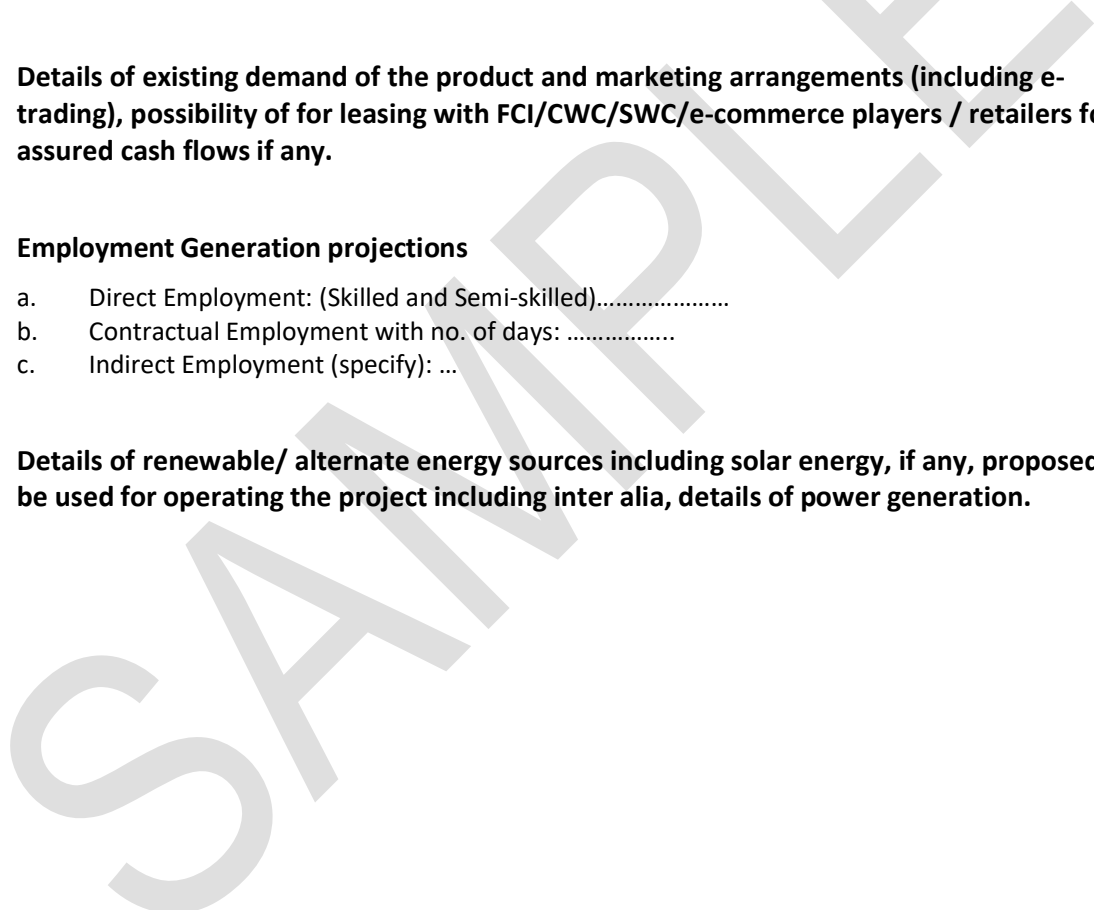 Details of existing demand of the product and marketing arrangements (including e-
trading), possibility of for leasing with FCI/CWC/SWC/e-commerce players / retailers fo
assured cash flows if any.
Employment Generation projections
a. Direct Employment: (Skilled and Semi-skilled)…………………
b. Contractual Employment with no. of days: ……………..
c. Indirect Employment (specify): …
Details of renewable/ alternate energy sources including solar energy, if any, proposed
be used for operating the project including inter alia, details of power generation.
SAMPLE